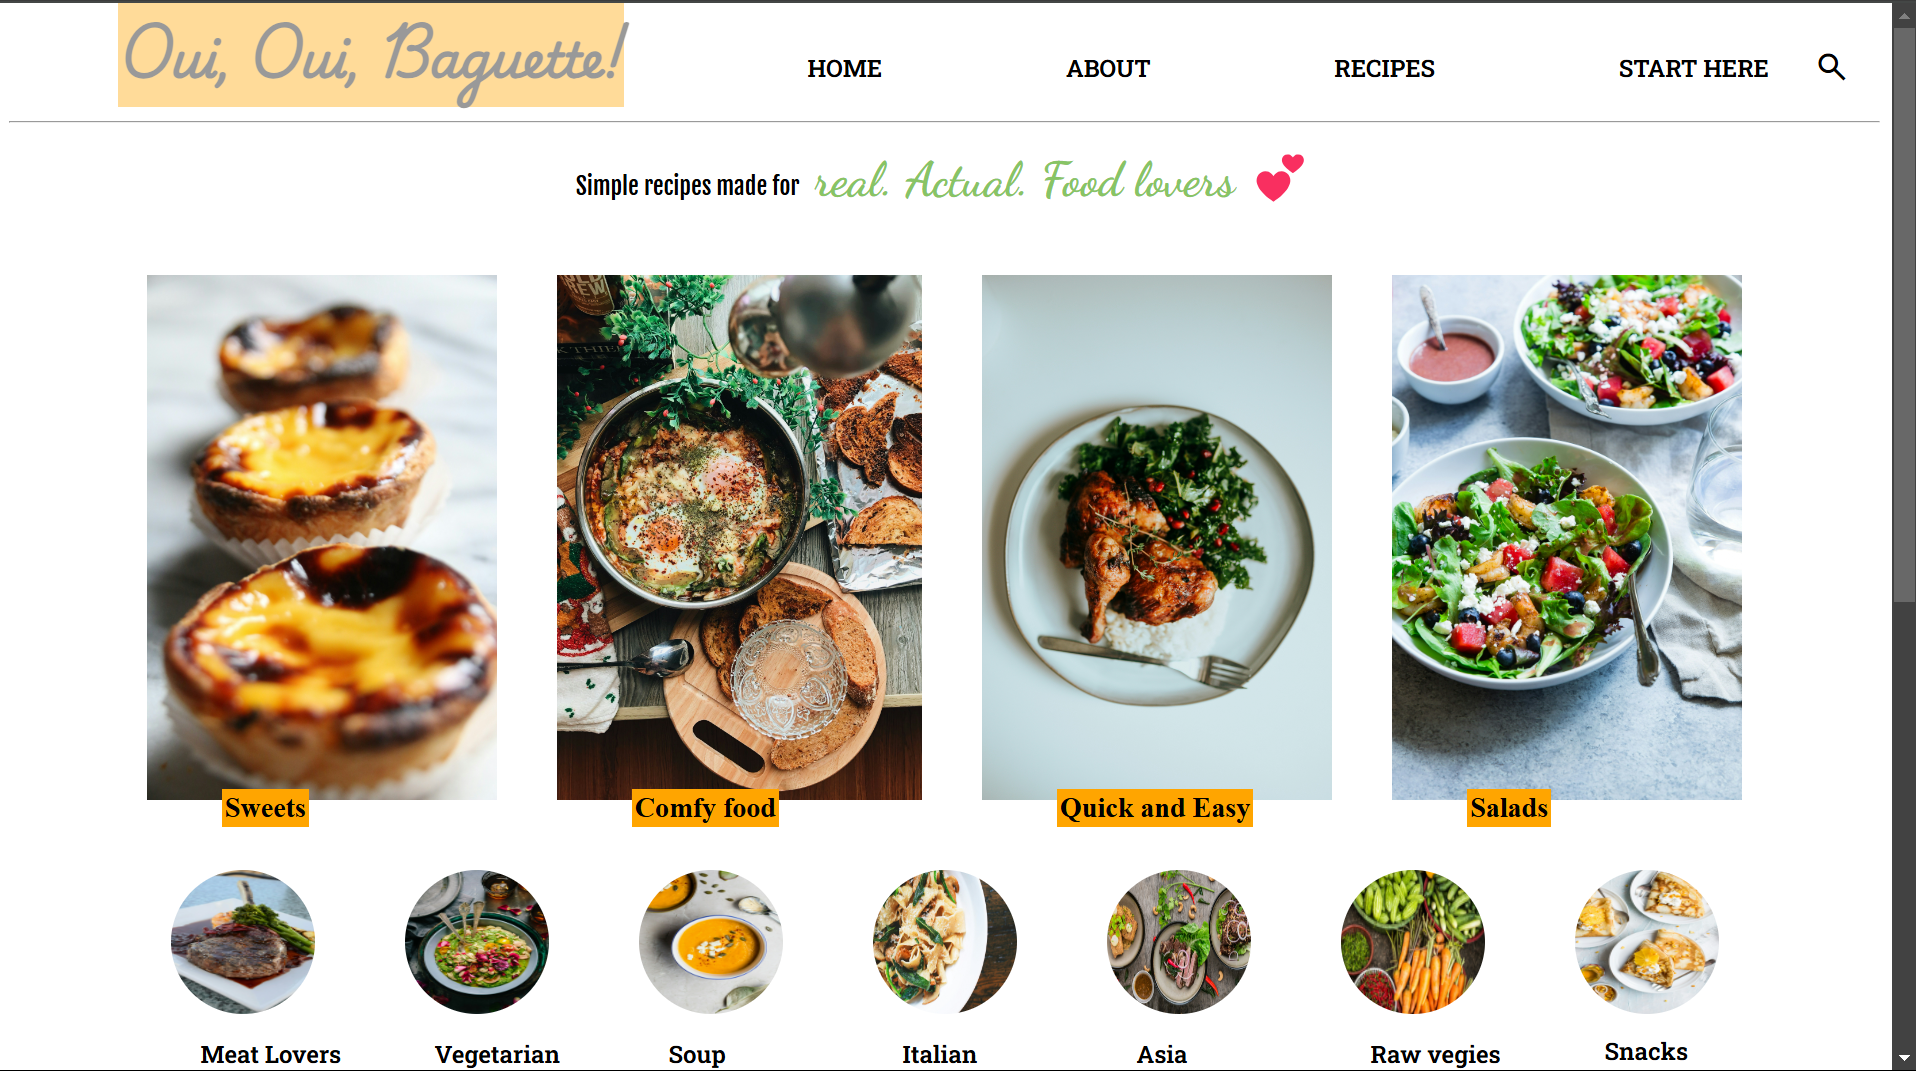 Oui, Oui, Baguette!
HOME ABOUT RECIPES START HERE
Simple recipes made for real. Actual. Food lovers
Sweets Comfy food Quick and Easy Salads
Meat Lovers Vegetarian Soup Italian Asia Raw vegies Snacks